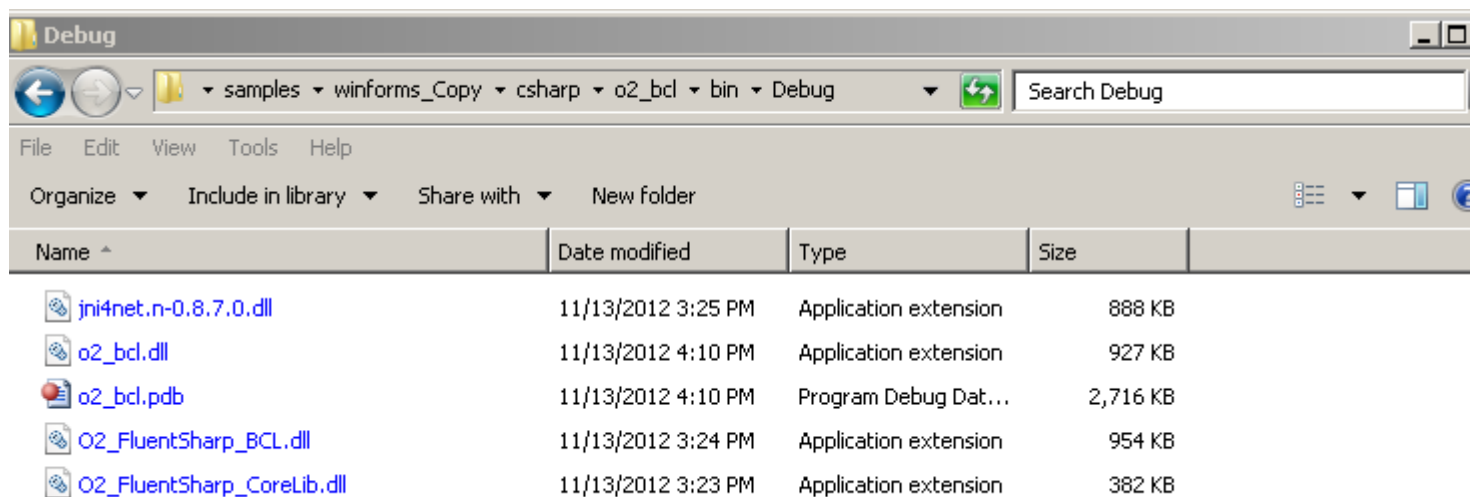 Debug
samples winforms_Copy csharp o2_bcl bin Debug Search Debug
File Edit View Tools Help
Organize Include in library Share with New folder
Name Date modified Type Size
jni4net.n-0.8.7.0.dll 11/13/2012 3:25 PM Application extension 888 KB
o2_bcl.dll 11/13/2012 4:10 PM Application extension 927 KB
o2_bcl.pdb 11/13/2012 4:10 PM Program Debug Dat... 2,716 KB
O2_FluentSharp_BCL.dll 11/13/2012 3:24 PM Application extension 954 KB
O2_FluentSharp_CoreLib.dll 11/13/2012 3:23 PM Application extension 382 KB